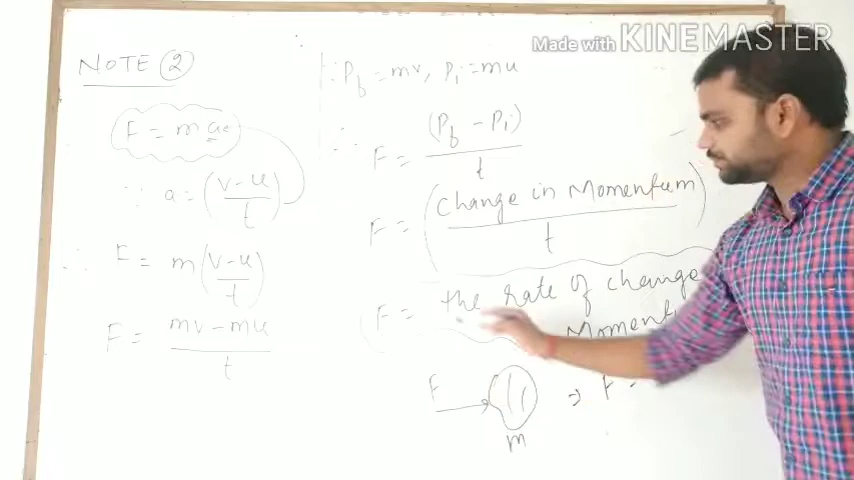 Made with KINEMASTER
NOTE 2
F = ma
∵ a = (v-u/t)
∴ F = m(v-u/t)
F = mv-mu/t
∵ Pf = mv, Pi = mu
∴ F = (Pf - Pi)/t
F = (Change in Momentum/t)
F = the rate of change
Moment
F
m
⇒ F =